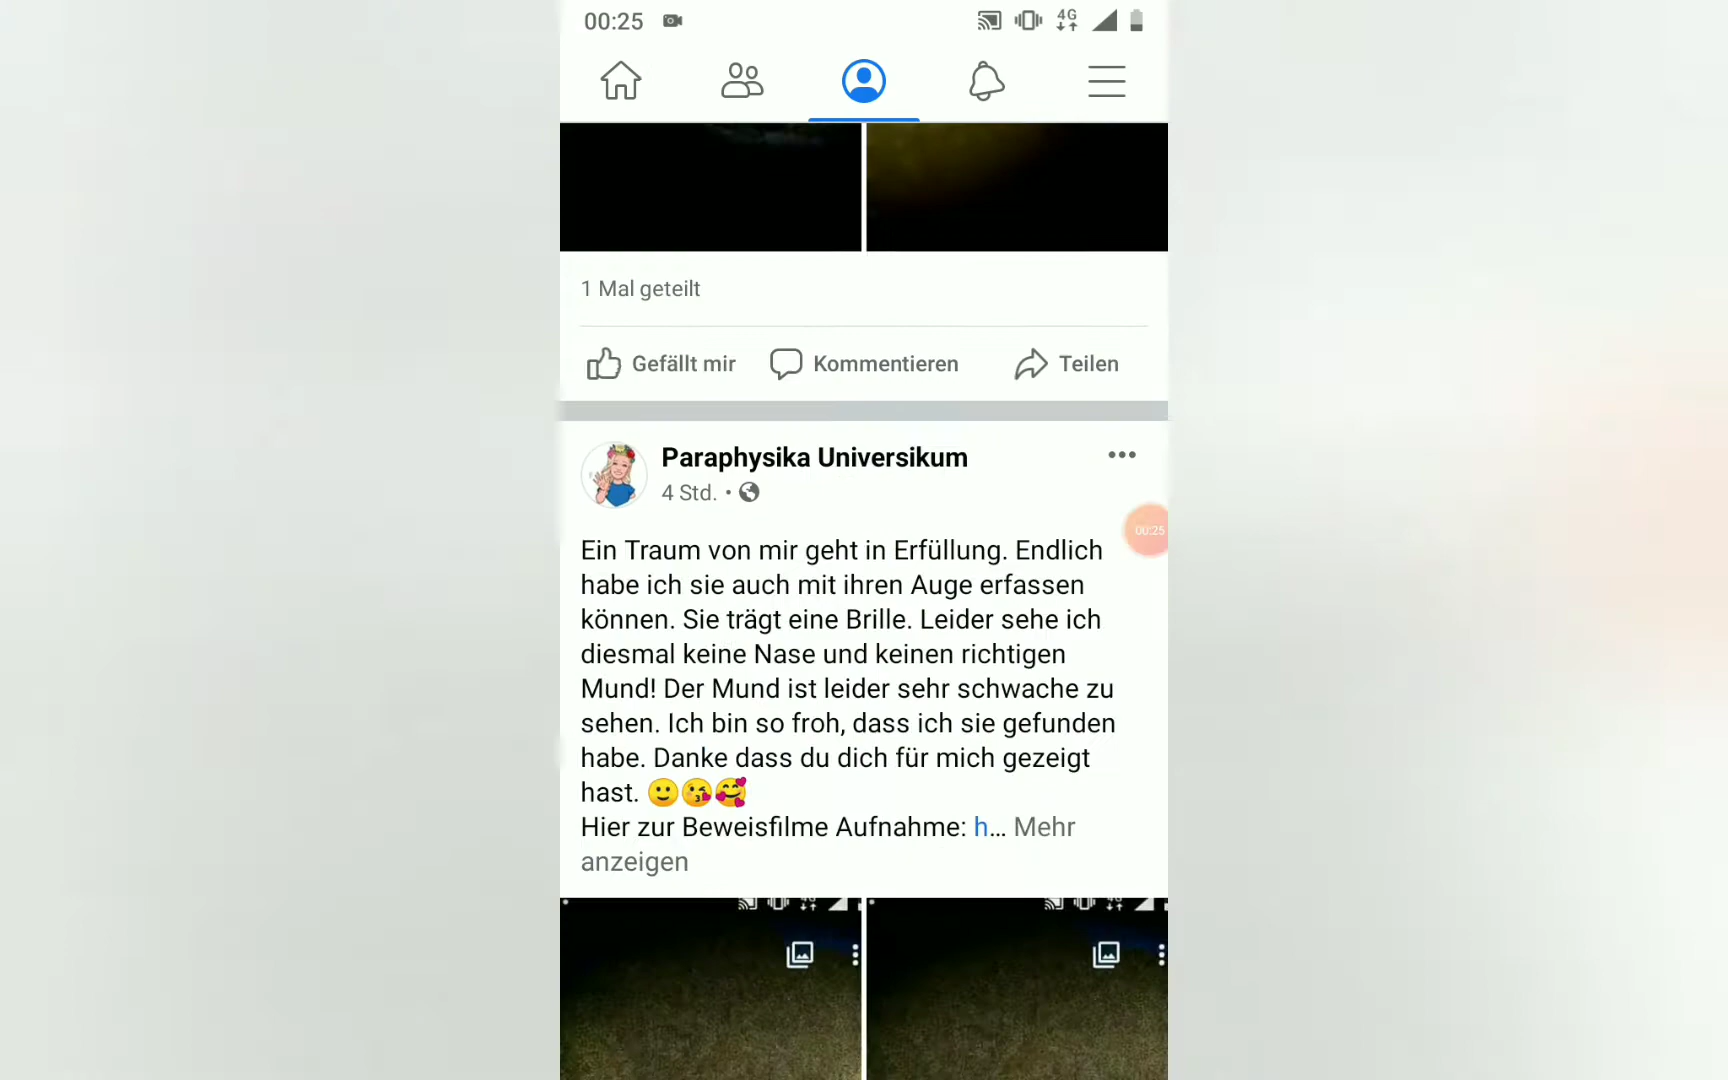 00:25
4G
1 Mal geteilt
Gefällt mir
Kommentieren
Teilen
Paraphysika Universikum
4 Std. •
00:25
Ein Traum von mir geht in Erfüllung. Endlich
habe ich sie auch mit ihren Auge erfassen
können. Sie trägt eine Brille. Leider sehe ich
diesmal keine Nase und keinen richtigen
Mund! Der Mund ist leider sehr schwache zu
sehen. Ich bin so froh, dass ich sie gefunden
habe. Danke dass du dich für mich gezeigt
hast. 🙂😘🥰
Hier zur Beweisfilme Aufnahme: h... Mehr
anzeigen